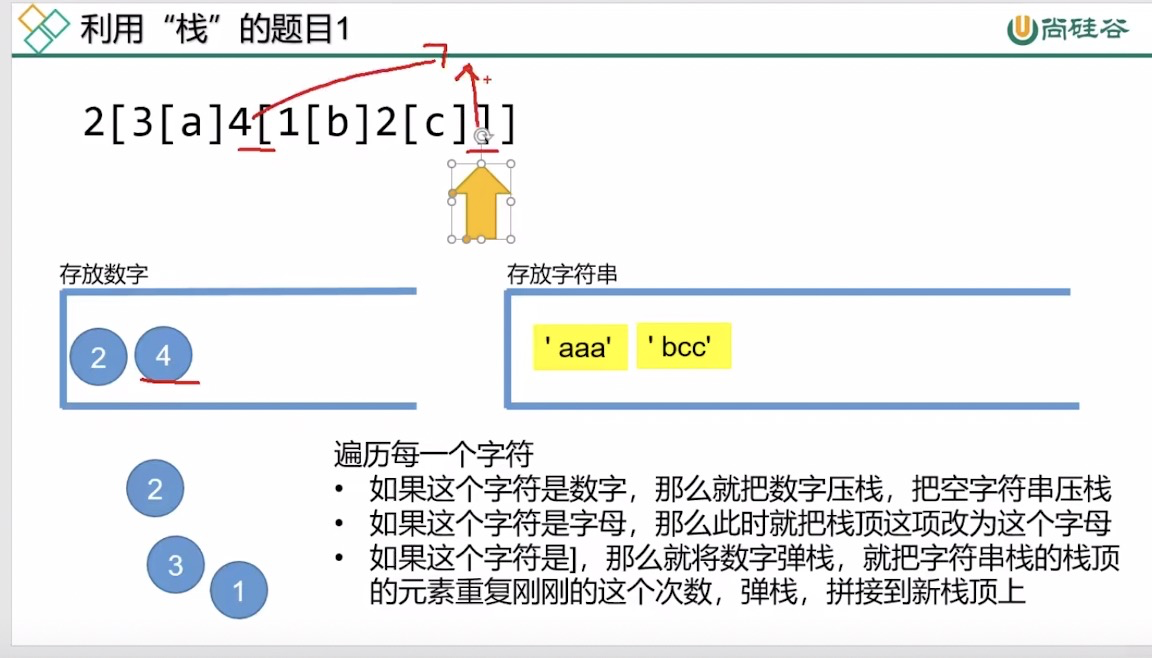 利用“栈”的题目1
尚硅谷
2[3[a]4[1[b]2[c]]]
存放数字
存放字符串
2
4
' aaa'
' bcc'
2
3
1
遍历每一个字符
• 如果这个字符是数字，那么就把数字压栈，把空字符串压栈
• 如果这个字符是字母，那么此时就把栈顶这项改为这个字母
• 如果这个字符是]，那么就将数字弹栈，就把字符串栈的栈顶
的元素重复刚刚的这个次数，弹栈，拼接到新栈顶上